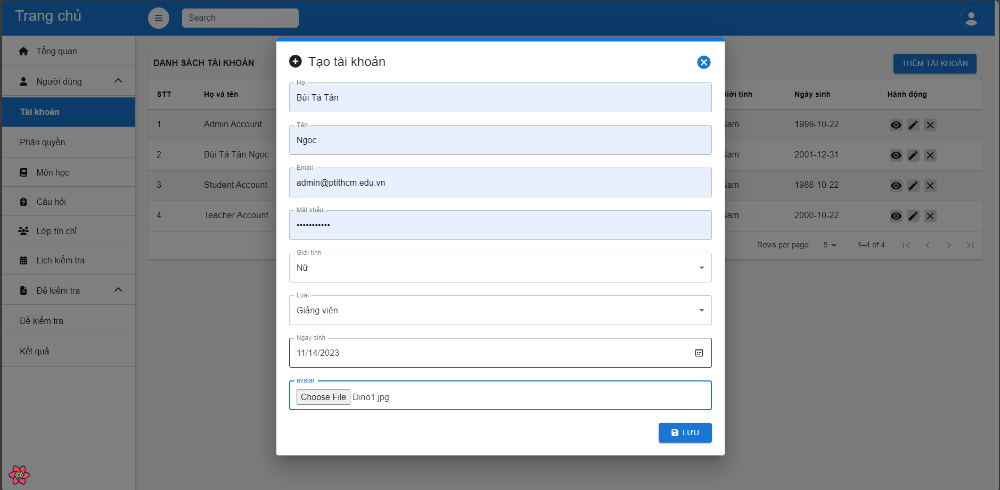 Trang chủ
Search
Tổng quan
Người dùng
Tài khoản
Phân quyền
Môn học
Câu hỏi
Lớp tín chỉ
Lịch kiểm tra
Đề kiểm tra
Đề kiểm tra
Kết quả
DANH SÁCH TÀI KHOẢN
THÊM TÀI KHOẢN
STT Họ và tên Giới tính Ngày sinh Hành động
1 Admin Account Nam 1999-10-22
2 Bùi Tá Tân Ngọc Nam 2001-12-31
3 Student Account Nam 1988-10-22
4 Teacher Account Nam 2000-10-22
Rows per page: 5 1–4 of 4
Tạo tài khoản
Họ
Bùi Tá Tân
Tên
Ngọc
Email
admin@ptithcm.edu.vn
Mật khẩu
•••••••••••
Giới tính
Nữ
Loại
Giảng viên
Ngày sinh
11/14/2023
avatar
Choose File Dino1.jpg
LƯU